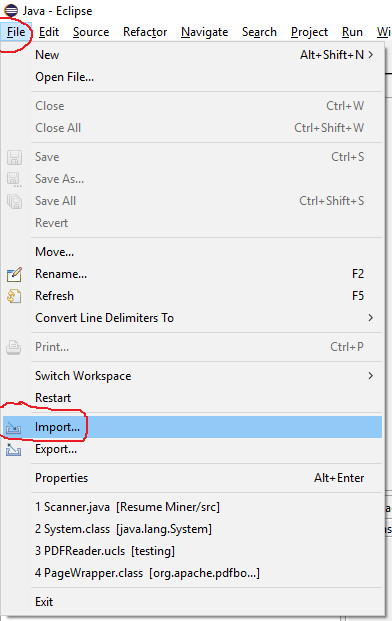 Java - Eclipse
File Edit Source Refactor Navigate Search Project Run
New Alt+Shift+N >
Open File...
Close Ctrl+W
Close All Ctrl+Shift+W
Save Ctrl+S
Save As...
Save All Ctrl+Shift+S
Revert
Move...
Rename... F2
Refresh F5
Convert Line Delimiters To >
Print... Ctrl+P
Switch Workspace >
Restart
Import...
Export...
Properties Alt+Enter
1 Scanner.java [Resume Miner/src]
2 System.class [java.lang.System]
3 PDFReader.ucls [testing]
4 PageWrapper.class [org.apache.pdfbo...]
Exit